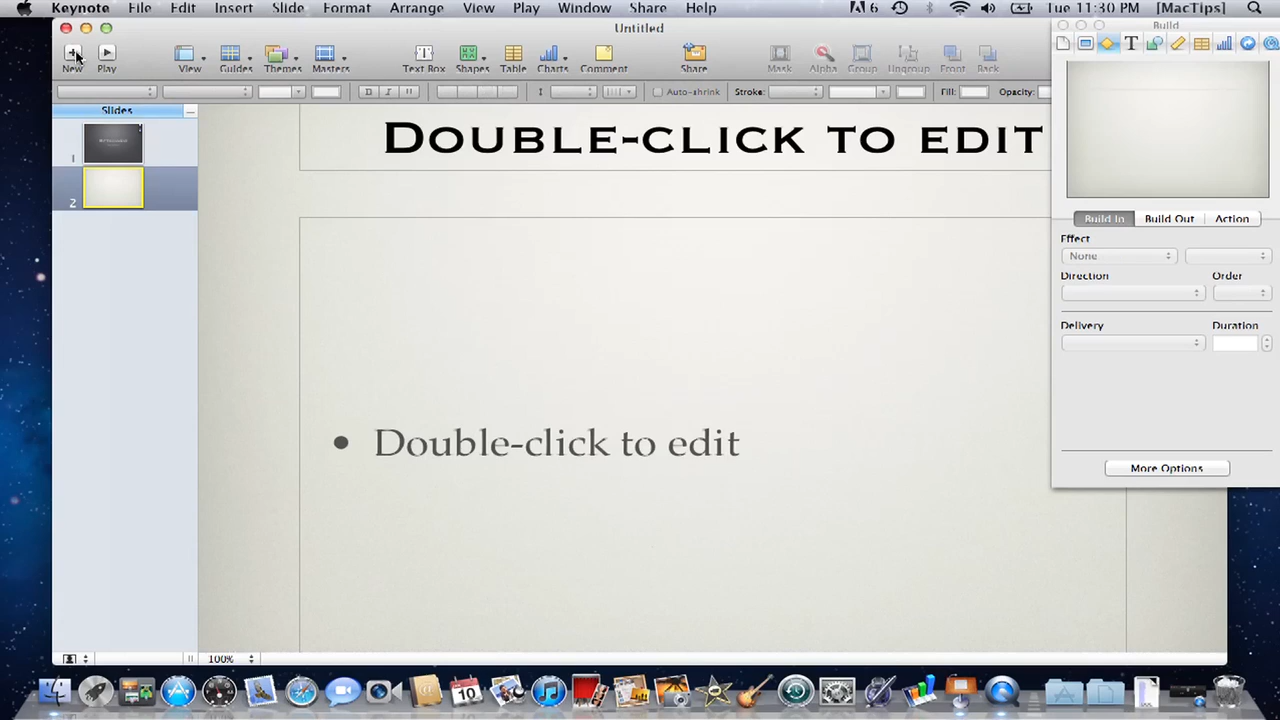 Keynote File Edit Insert Slide Format Arrange View Play Window Share Help 6 Tue 11:30 PM [MacTips]
Untitled
Build
New Play View Guides Themes Masters Text Box Shapes Table Charts Comment Share Mask Alpha Group Ungroup Front Back
B I U Auto-shrink Stroke: Fill: Opacity:
Slides
1
2
Double-click to edit
• Double-click to edit
Build In Build Out Action
Effect
None
Direction Order
Delivery Duration
More Options
100%
10